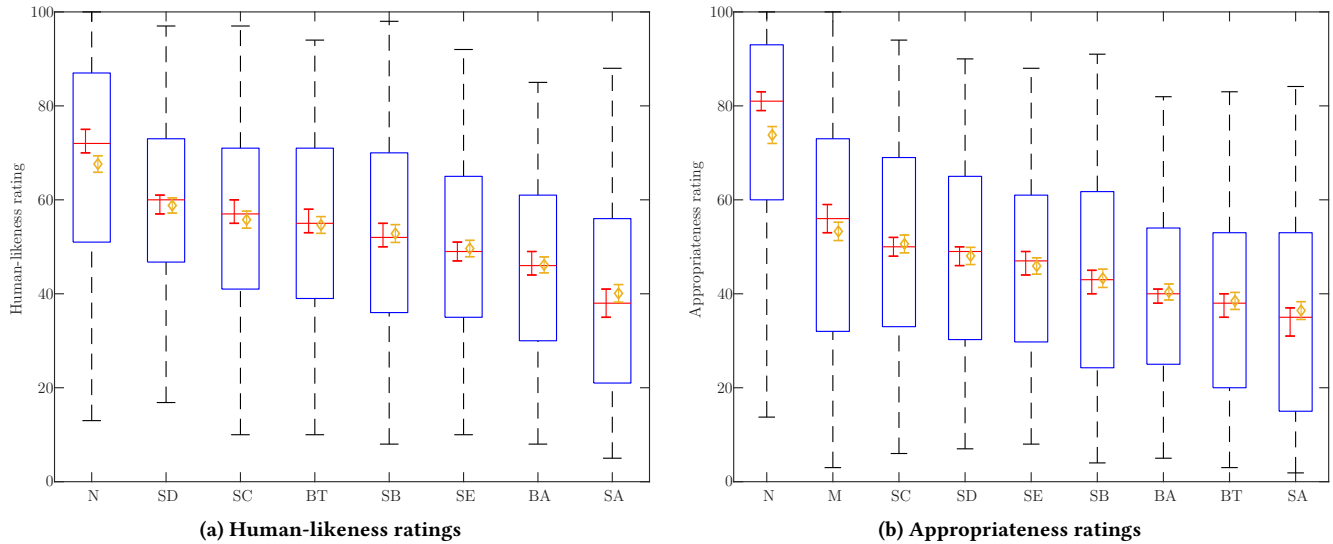 100
80
60
40
20
0
Human-likeness rating
N SD SC BT SB SE BA SA
(a) Human-likeness ratings
100
80
60
40
20
0
Appropriateness rating
N M SC SD SE SB BA BT SA
(b) Appropriateness ratings